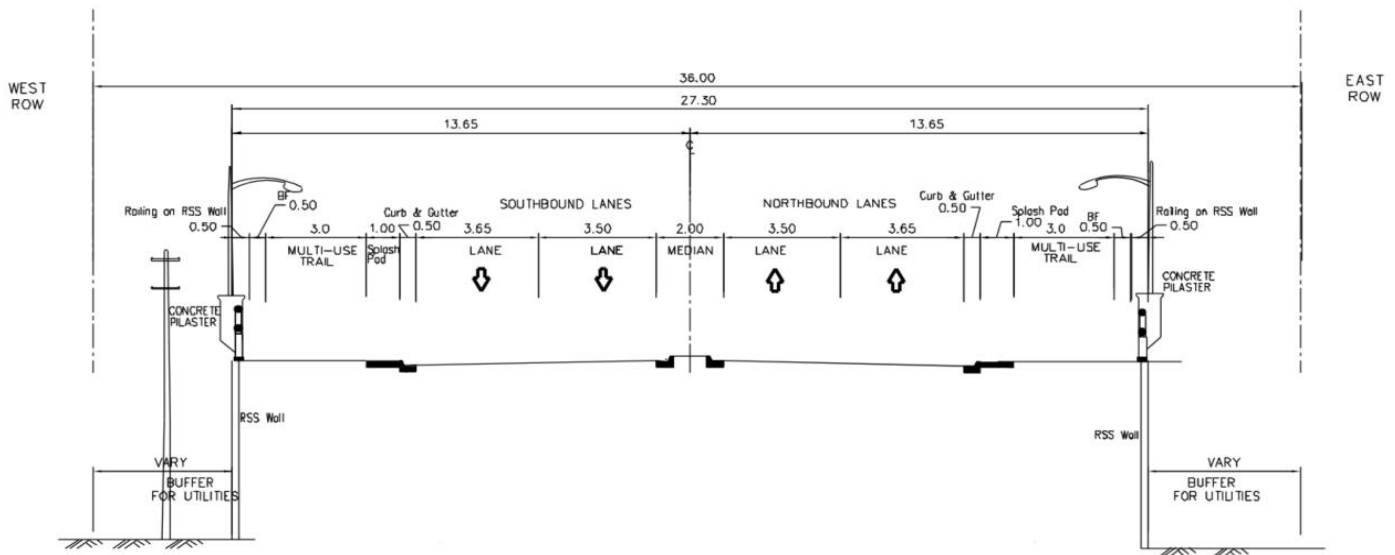 36.00
WEST
ROW
EAST
ROW
27.30
13.65
13.65
℄
SOUTHBOUND LANES
NORTHBOUND LANES
Railing on RSS Wall
0.50
BF
0.50
3.0
MULTI-USE
TRAIL
1.00
Splash
Pad
Curb & Gutter
0.50
3.65
LANE
3.50
LANE
2.00
MEDIAN
3.50
LANE
3.65
LANE
Curb & Gutter
0.50
Splash Pad
1.00
3.0
MULTI-USE
TRAIL
BF
0.50
Railing on RSS Wall
0.50
CONCRETE
PILASTER
CONCRETE
PILASTER
RSS Wall
RSS Wall
VARY
BUFFER
FOR UTILITIES
VARY
BUFFER
FOR UTILITIES